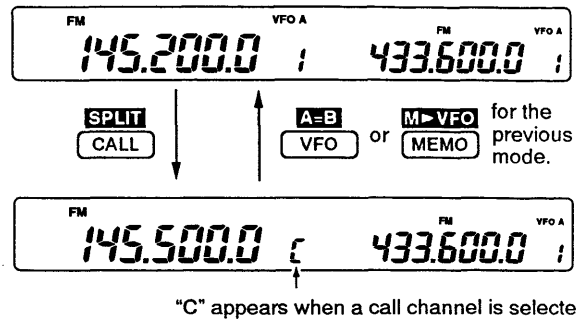 FM VFO A FM
145.200.0 1 433.600.0 1
SPLIT A=B M►VFO for the
CALL VFO or MEMO previous
mode.
FM FM VFO A
145.500.0 C 433.600.0 1
"C" appears when a call channel is selecte